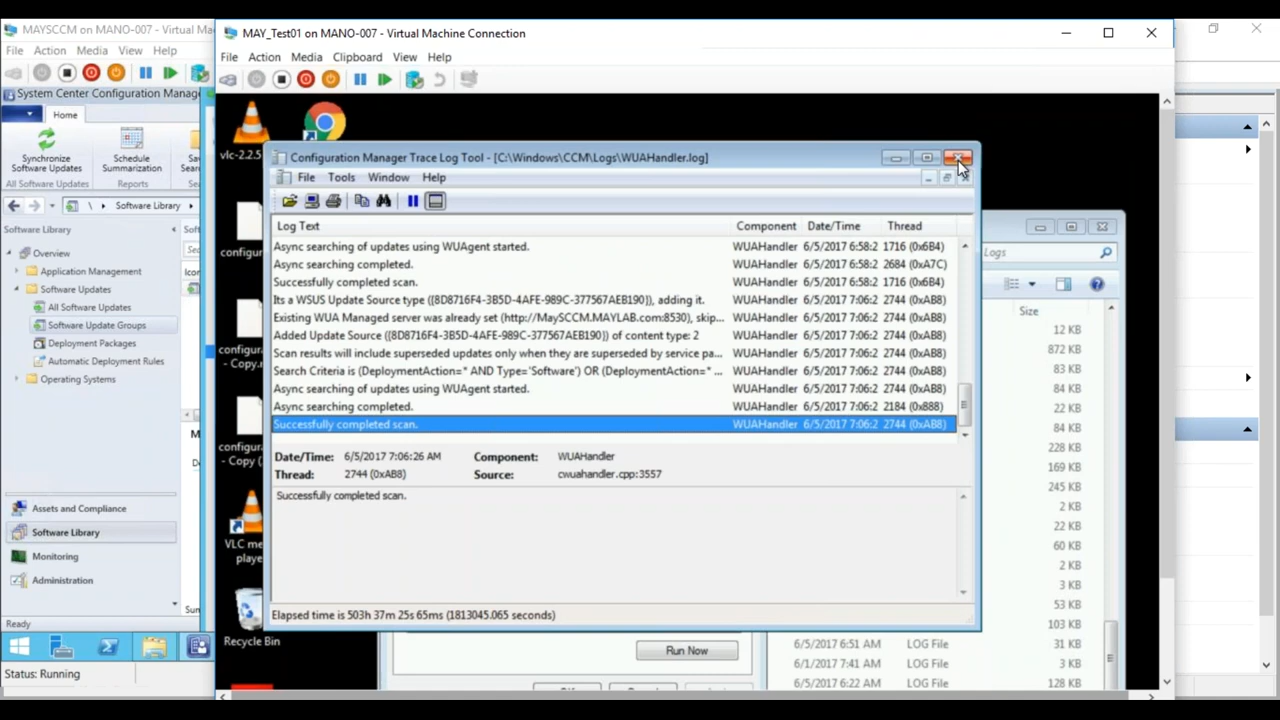 MAYSCCM on MANO-007 - Virtual Ma
File Action Media View Help
System Center Configuration Manag
Home
Synchronize
Software Updates
Schedule
Summarization
All Software Updates
Reports
\ Software Library
Software Library
Overview
Application Management
Software Updates
All Software Updates
Software Update Groups
Deployment Packages
Automatic Deployment Rules
Operating Systems
Assets and Compliance
Software Library
Monitoring
Administration
Ready
Status: Running
MAY_Test01 on MANO-007 - Virtual Machine Connection
File Action Media Clipboard View Help
vlc-2.2.5
configur
configura
- Copy.r
configura
- Copy (
VLC me
playe
Recycle Bin
Configuration Manager Trace Log Tool - [C:\Windows\CCM\Logs\WUAHandler.log]
File Tools Window Help
Log Text Component Date/Time Thread
Async searching of updates using WUAgent started. WUAHandler 6/5/2017 6:58:2 1716 (0x6B4)
Async searching completed. WUAHandler 6/5/2017 6:58:2 2684 (0xA7C)
Successfully completed scan. WUAHandler 6/5/2017 6:58:2 1716 (0x6B4)
Its a WSUS Update Source type ({8D8716F4-3B5D-4AFE-989C-377567AEB190}), adding it. WUAHandler 6/5/2017 7:06:2 2744 (0xAB8)
Existing WUA Managed server was already set (http://MaySCCM.MAYLAB.com:8530), skip... WUAHandler 6/5/2017 7:06:2 2744 (0xAB8)
Added Update Source ({8D8716F4-3B5D-4AFE-989C-377567AEB190}) of content type: 2 WUAHandler 6/5/2017 7:06:2 2744 (0xAB8)
Scan results will include superseded updates only when they are superseded by service pa... WUAHandler 6/5/2017 7:06:2 2744 (0xAB8)
Search Criteria is (DeploymentAction=* AND Type='Software') OR (DeploymentAction=* ... WUAHandler 6/5/2017 7:06:2 2744 (0xAB8)
Async searching of updates using WUAgent started. WUAHandler 6/5/2017 7:06:2 2744 (0xAB8)
Async searching completed. WUAHandler 6/5/2017 7:06:2 2184 (0x888)
Successfully completed scan. WUAHandler 6/5/2017 7:06:2 2744 (0xAB8)
Date/Time: 6/5/2017 7:06:26 AM Component: WUAHandler
Thread: 2744 (0xAB8) Source: cwuahandler.cpp:3557
Successfully completed scan.
Elapsed time is 503h 37m 25s 65ms (1813045.065 seconds)
Run Now
Logs
Size
12 KB
872 KB
83 KB
84 KB
22 KB
84 KB
228 KB
169 KB
245 KB
2 KB
22 KB
60 KB
2 KB
3 KB
53 KB
103 KB
6/5/2017 6:51 AM LOG File 31 KB
6/1/2017 7:41 AM LOG File 3 KB
6/5/2017 6:22 AM LOG File 128 KB